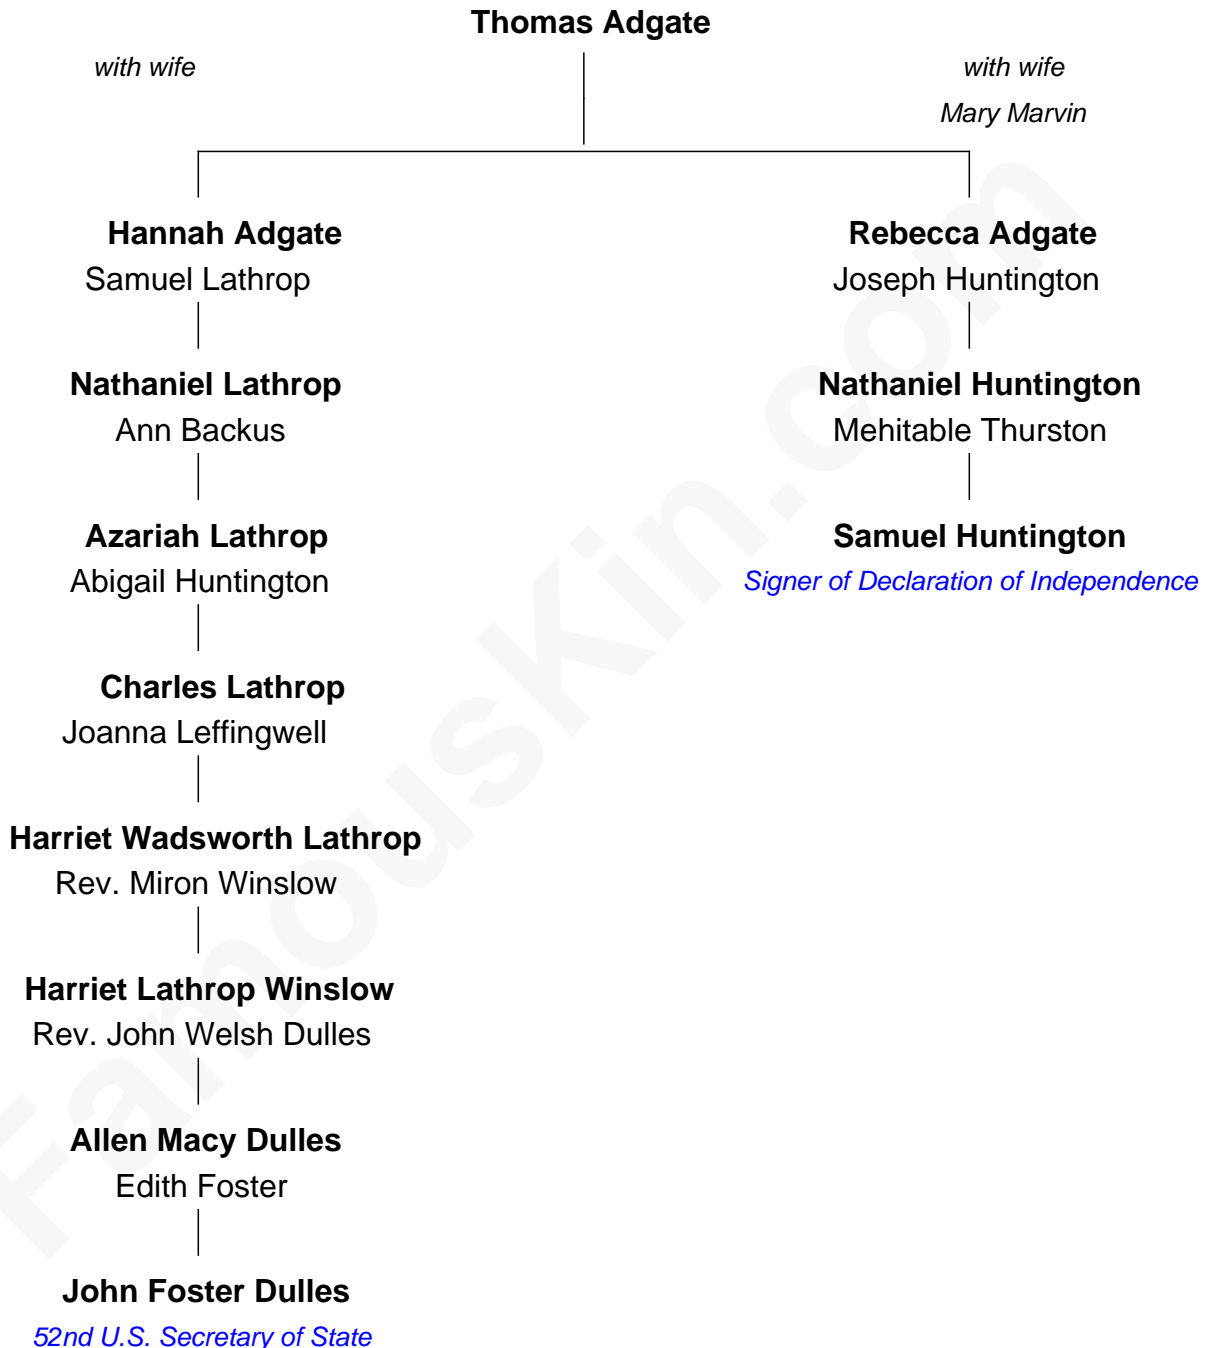 Thomas Adgate
with wife
with wife
Mary Marvin
Hannah Adgate
Samuel Lathrop
Rebecca Adgate
Joseph Huntington
Nathaniel Lathrop
Ann Backus
Nathaniel Huntington
Mehitable Thurston
Azariah Lathrop
Abigail Huntington
Samuel Huntington
Signer of Declaration of Independence
Charles Lathrop
Joanna Leffingwell
Harriet Wadsworth Lathrop
Rev. Miron Winslow
Harriet Lathrop Winslow
Rev. John Welsh Dulles
Allen Macy Dulles
Edith Foster
John Foster Dulles
52nd U.S. Secretary of State
FamousKin.com